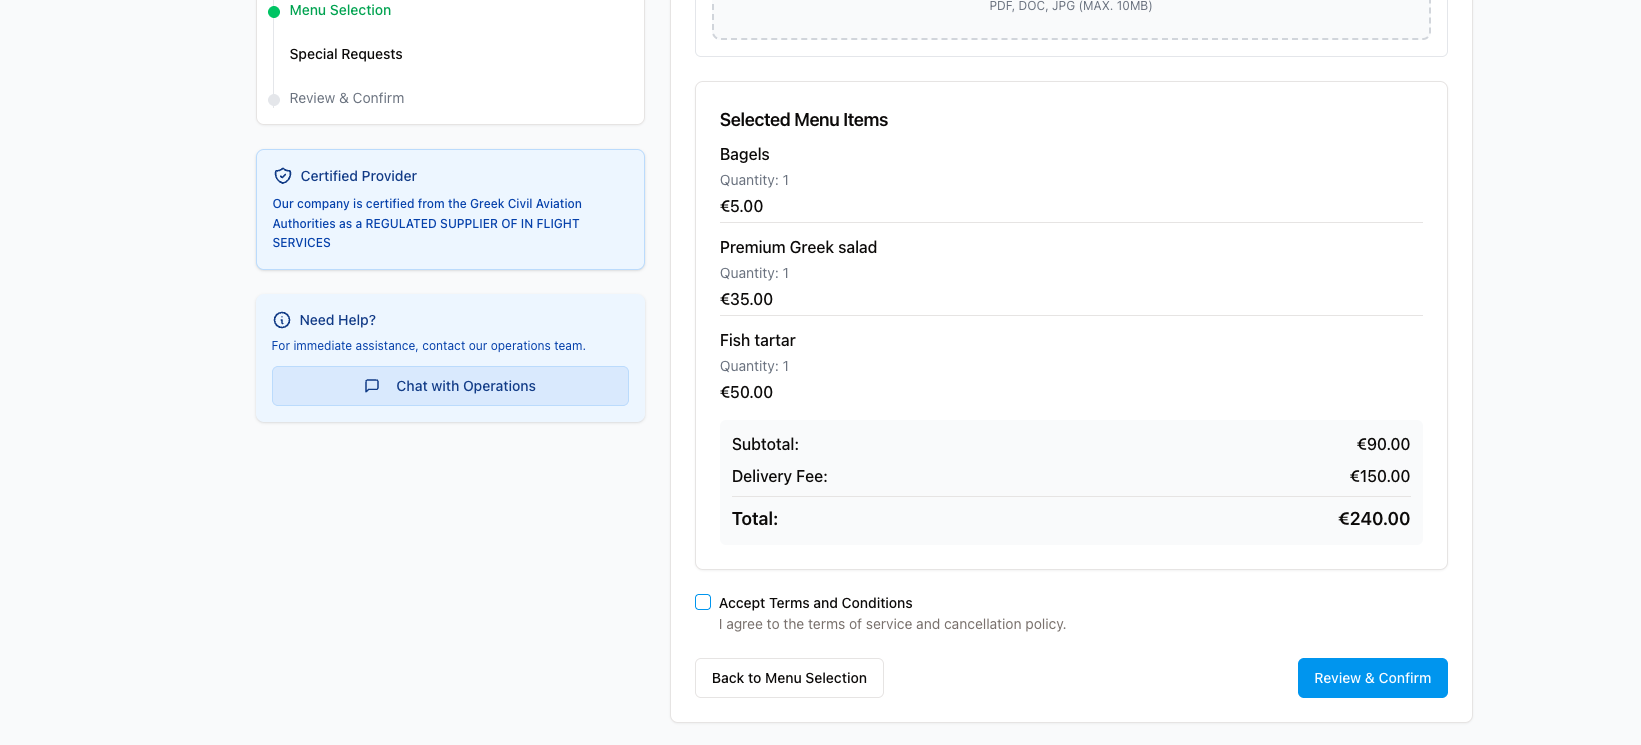 Menu Selection
Special Requests
Review & Confirm
Certified Provider
Our company is certified from the Greek Civil Aviation
Authorities as a REGULATED SUPPLIER OF IN FLIGHT
SERVICES
Need Help?
For immediate assistance, contact our operations team.
Chat with Operations
PDF, DOC, JPG (MAX. 10MB)
Selected Menu Items
Bagels
Quantity: 1
€5.00
Premium Greek salad
Quantity: 1
€35.00
Fish tartar
Quantity: 1
€50.00
Subtotal: €90.00
Delivery Fee: €150.00
Total: €240.00
Accept Terms and Conditions
I agree to the terms of service and cancellation policy.
Back to Menu Selection
Review & Confirm